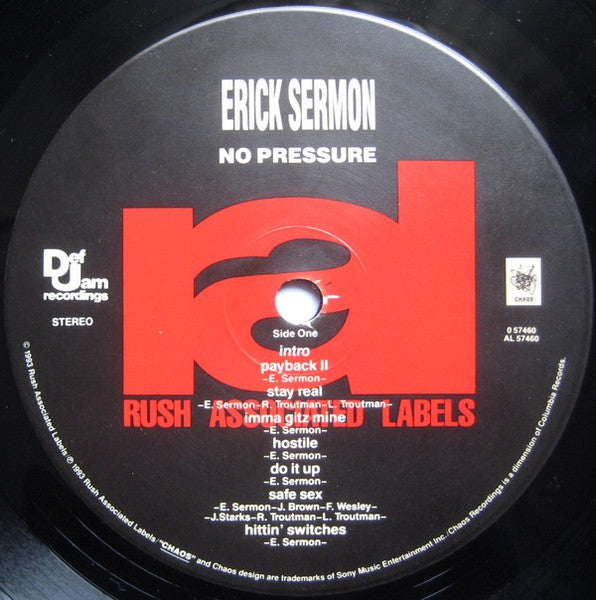 ERICK SERMON
NO PRESSURE
Def
Jam
recordings
STEREO
CHAOS
0 57460
AL 57460
Side One
intro
payback II
–E. Sermon–
stay real
–E. Sermon–R. Troutman–L. Troutman–
RUSH ASSOCIATED LABELS
imma gitz mine
–E. Sermon–
hostile
–E. Sermon–
do it up
–E. Sermon–
safe sex
–E. Sermon–J. Brown–F. Wesley–
–J.Starks–R. Troutman–L. Troutman–
hittin' switches
–E. Sermon–
© 1993 Rush Associated Labels ℗ 1993 Rush Associated Labels/"CHAOS" and Chaos design are trademarks of Sony Music Entertainment Inc./Chaos Recordings is a dimension of Columbia Records.